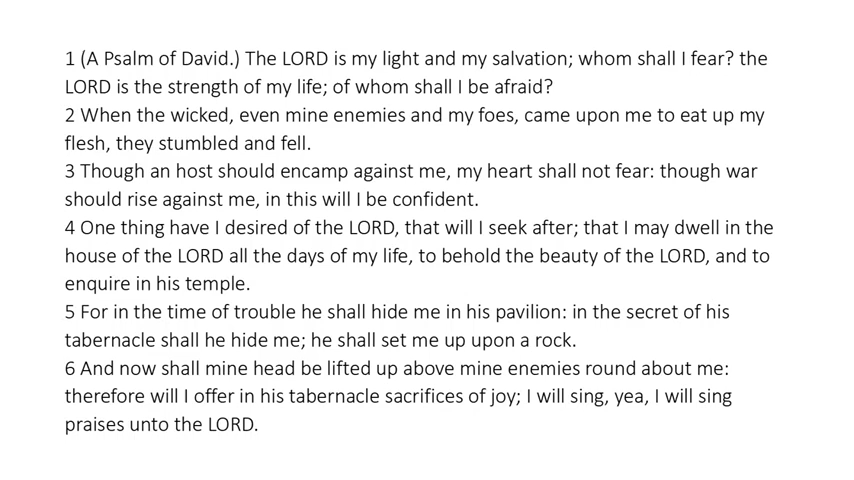 1 (A Psalm of David.) The LORD is my light and my salvation; whom shall I fear? the
LORD is the strength of my life; of whom shall I be afraid?
2 When the wicked, even mine enemies and my foes, came upon me to eat up my
flesh, they stumbled and fell.
3 Though an host should encamp against me, my heart shall not fear: though war
should rise against me, in this will I be confident.
4 One thing have I desired of the LORD, that will I seek after; that I may dwell in the
house of the LORD all the days of my life, to behold the beauty of the LORD, and to
enquire in his temple.
5 For in the time of trouble he shall hide me in his pavilion: in the secret of his
tabernacle shall he hide me; he shall set me up upon a rock.
6 And now shall mine head be lifted up above mine enemies round about me:
therefore will I offer in his tabernacle sacrifices of joy; I will sing, yea, I will sing
praises unto the LORD.